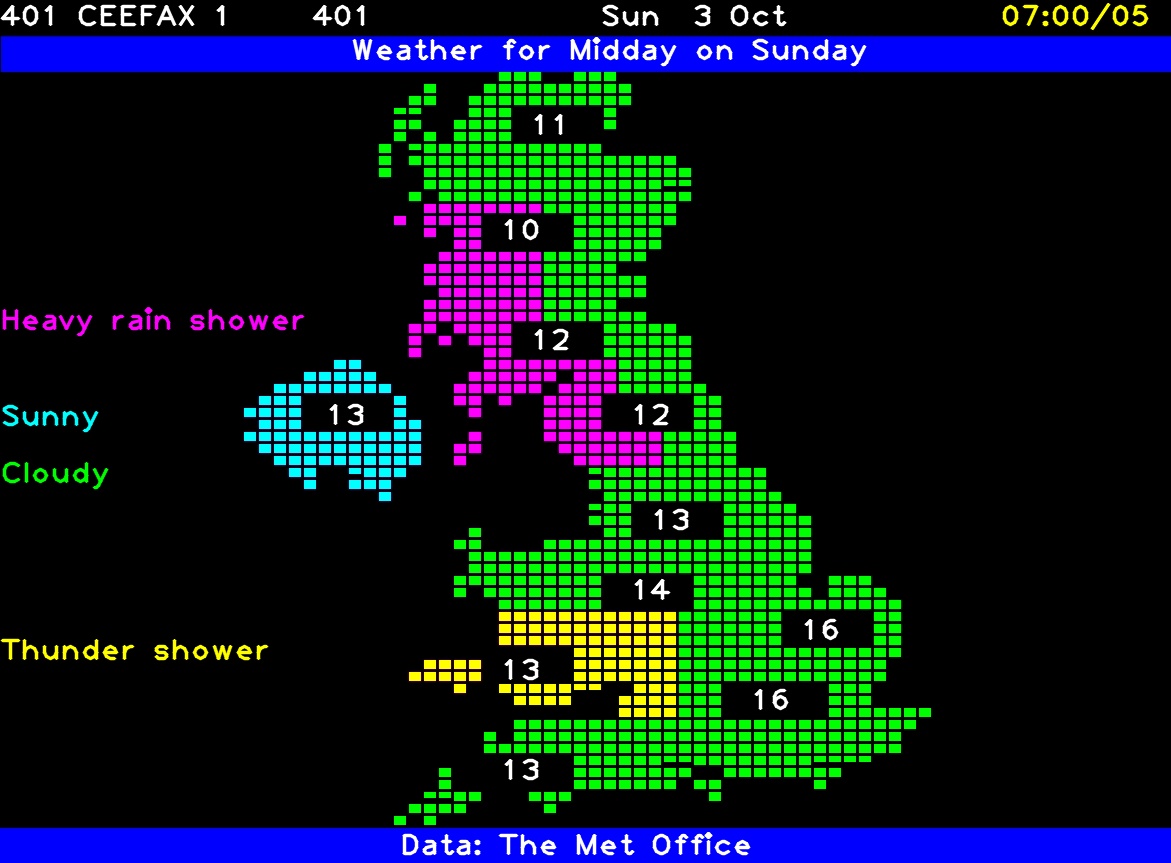 401 CEEFAX 1 401 Sun 3 Oct 07:00/05
Weather for Midday on Sunday
11
10
Heavy rain shower
12
Sunny 13 12
Cloudy
13
14
16
Thunder shower
13
16
13
Data: The Met Office